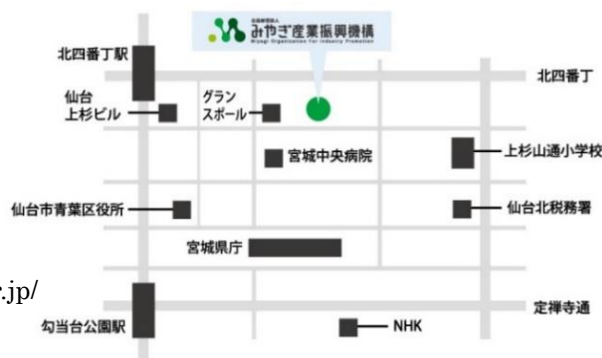 公益財団法人
みやぎ産業振興機構
Miyagi Organization for Industry Promotion
北四番丁駅
北四番丁
仙台
上杉ビル
グラン
スポール
宮城中央病院
上杉山通小学校
仙台市青葉区役所
仙台北税務署
宮城県庁
.jp/
定禅寺通
勾当台公園駅
NHK